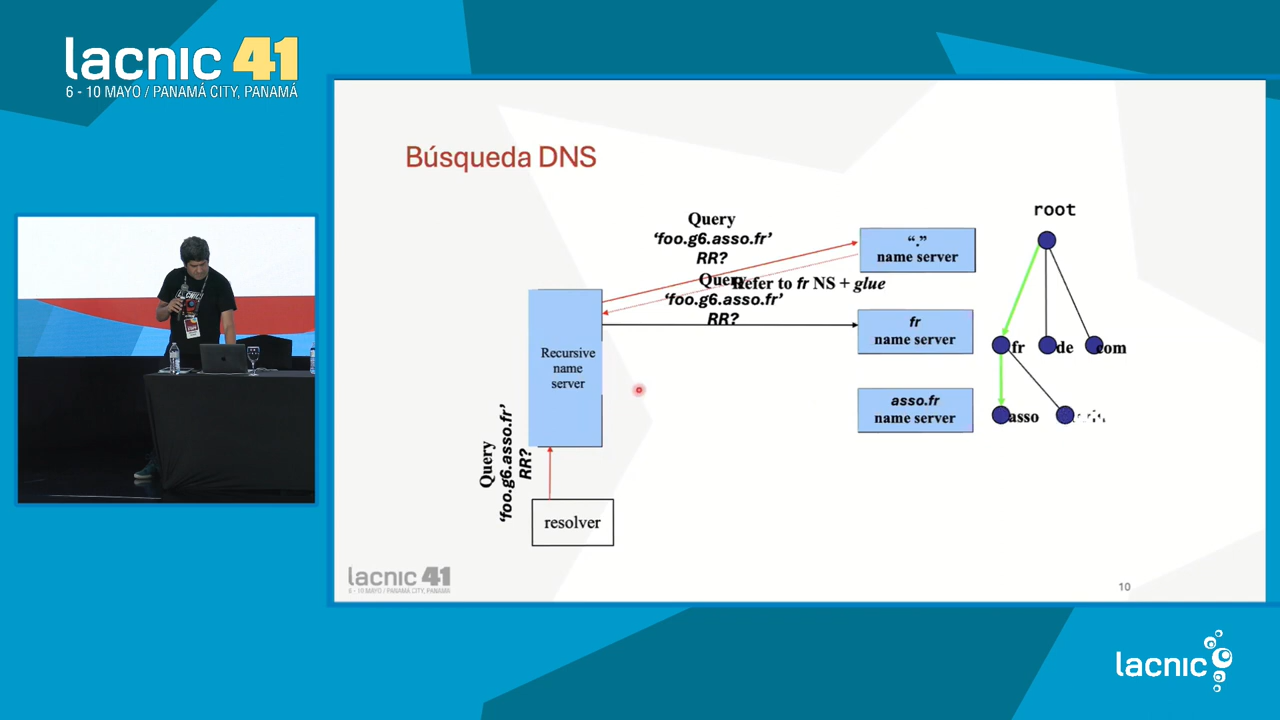 lacnic 41
6 - 10 MAYO / PANAMÁ CITY, PANAMÁ
Búsqueda DNS
root
Query
‘foo.g6.asso.fr’
RR?
“.”
name server
Query
Refer to fr NS + glue
‘foo.g6.asso.fr’
RR?
fr
name server
fr
de
com
Recursive
name
server
asso.fr
name server
asso
Query
‘foo.g6.asso.fr’
RR?
resolver
lacnic 41
6 - 10 MAYO / PANAMÁ CITY, PANAMÁ
10
lacnic